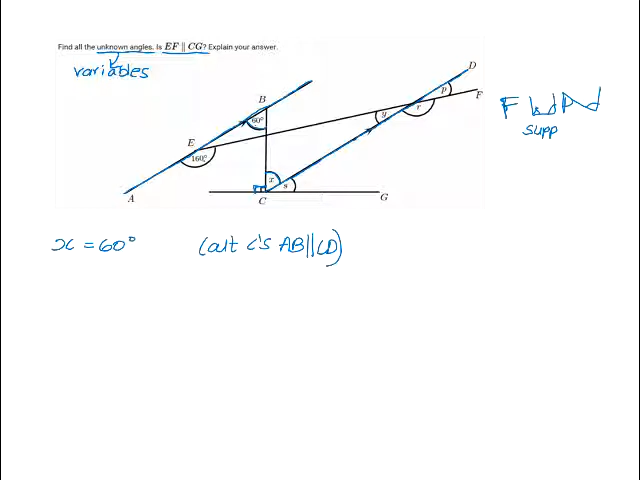 Find all the unknown angles. Is EF ∥ CG? Explain your answer.
variables
D
p
F
r
B
60°
y
E
160°
x
s
A
C
G
F
supp
x = 60° (alt <'s AB||CD)